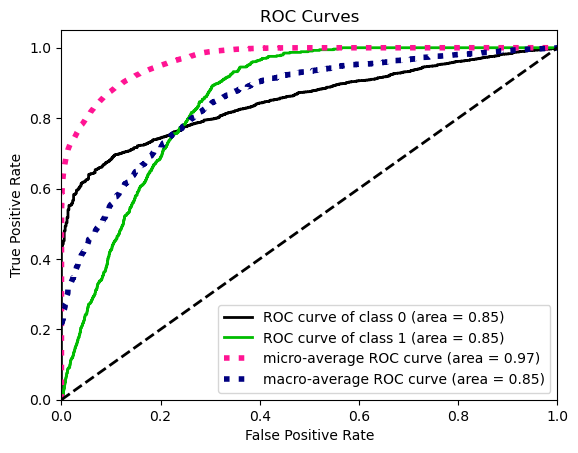 ROC Curves
1.0
0.8
0.6
0.4
0.2
0.0
True Positive Rate
ROC curve of class 0 (area = 0.85)
ROC curve of class 1 (area = 0.85)
micro-average ROC curve (area = 0.97)
macro-average ROC curve (area = 0.85)
0.0 0.2 0.4 0.6 0.8 1.0
False Positive Rate